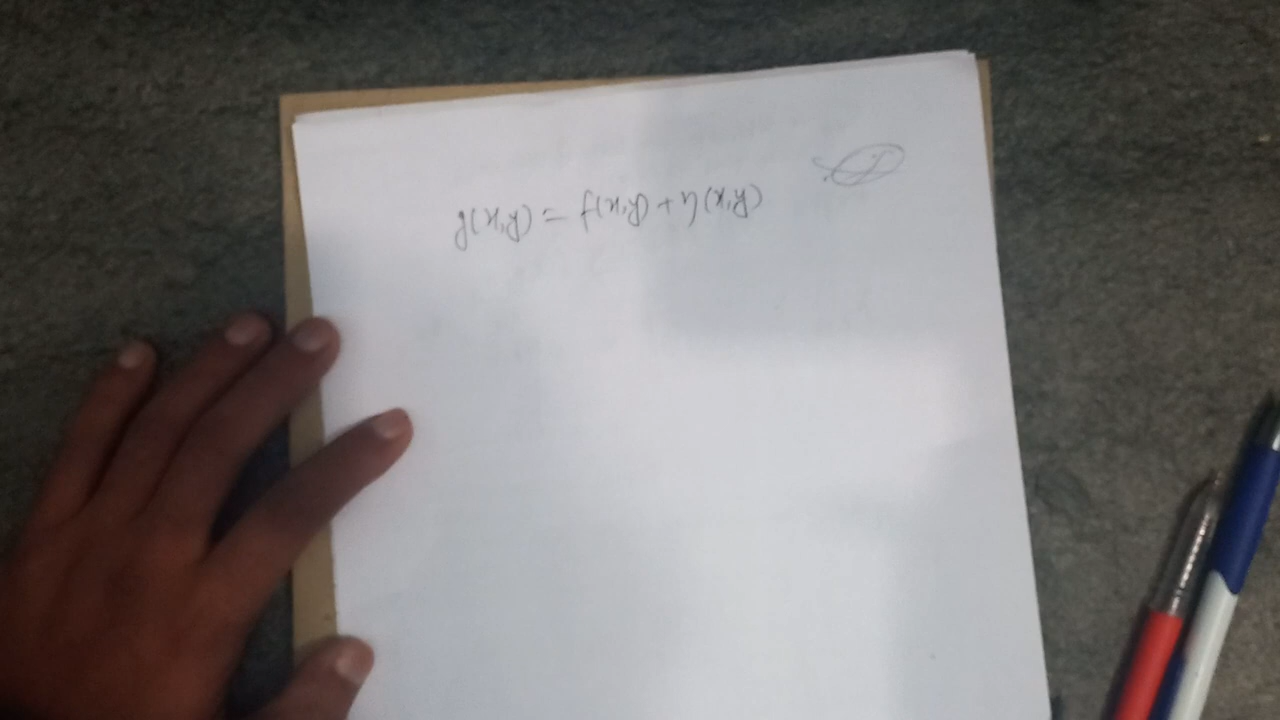 g(x,y) = f(x,y) + η(x,y)